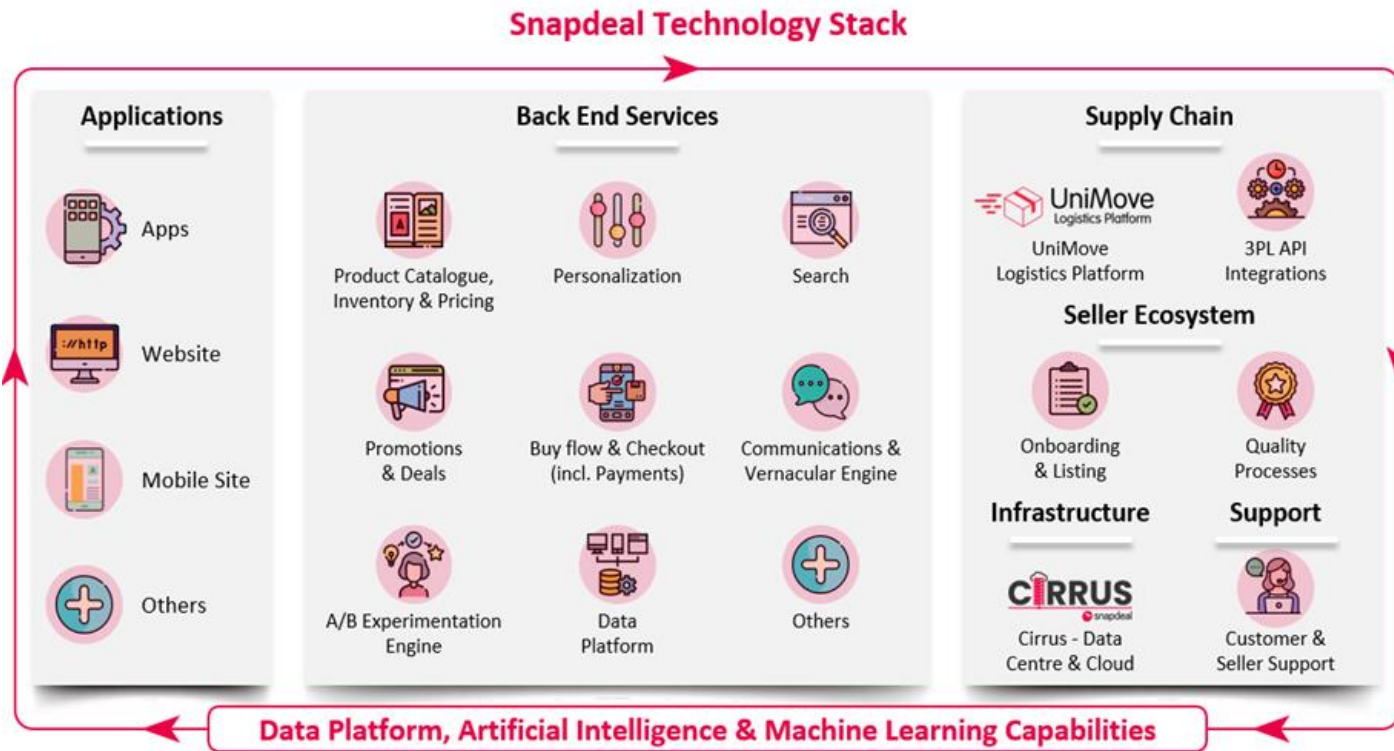 Snapdeal Technology Stack
Applications
Apps
://http
Website
Mobile Site
Others
Back End Services
A
Product Catalogue,
Inventory & Pricing
Personalization
Search
Promotions
& Deals
Buy flow & Checkout
(incl. Payments)
Communications &
Vernacular Engine
A/B Experimentation
Engine
Data
Platform
Others
Supply Chain
UniMove
Logistics Platform
UniMove
Logistics Platform
3PL API
Integrations
Seller Ecosystem
Onboarding
& Listing
Quality
Processes
Infrastructure
CIRRUS
snapdeal
Cirrus - Data
Centre & Cloud
Support
Customer &
Seller Support
Data Platform, Artificial Intelligence & Machine Learning Capabilities